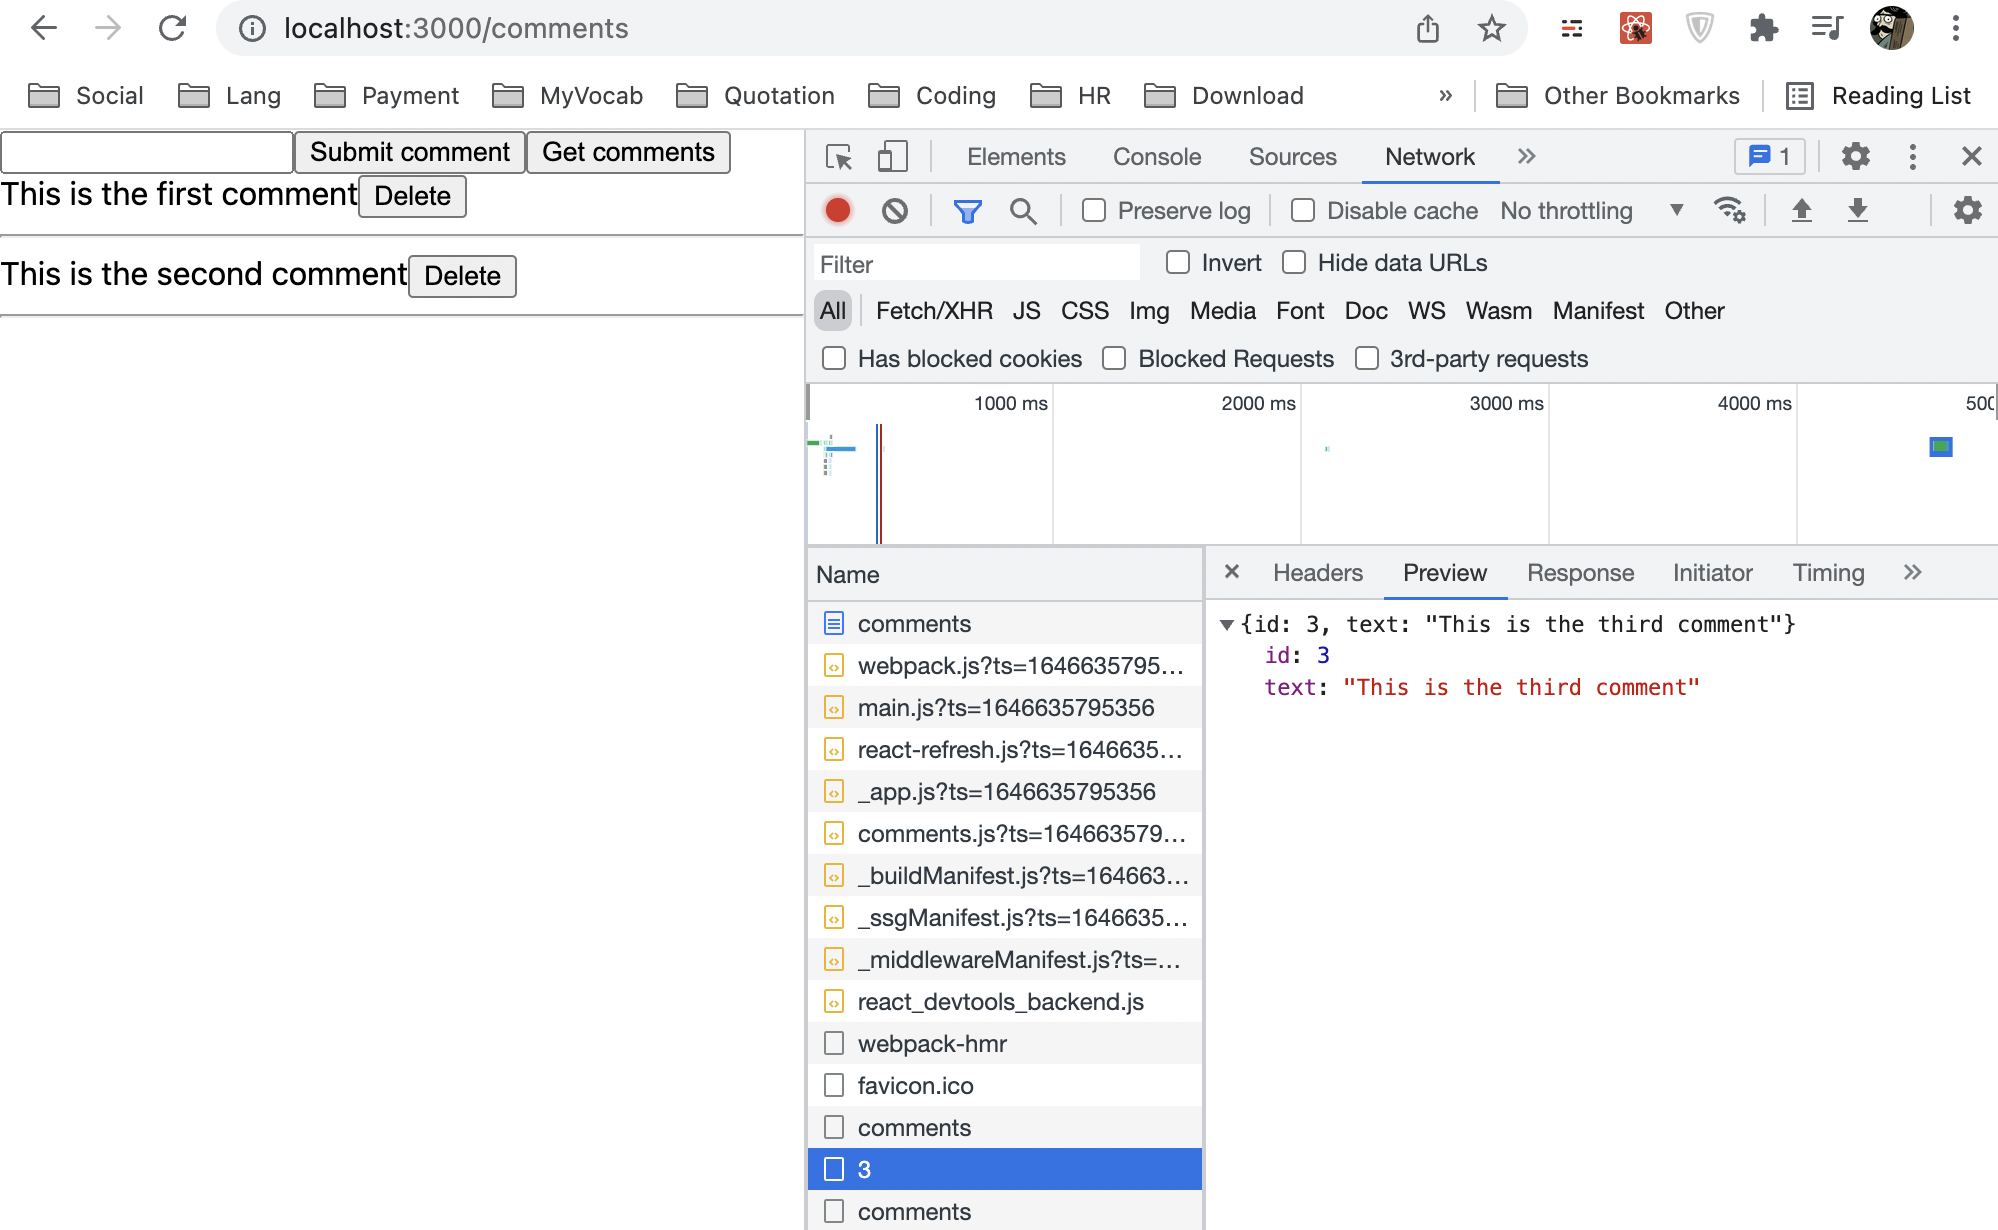 localhost:3000/comments
Social Lang Payment MyVocab Quotation Coding HR Download » Other Bookmarks Reading List
Submit comment Get comments
This is the first comment Delete
This is the second comment Delete
Elements Console Sources Network » 1
Preserve log Disable cache No throttling
Filter Invert Hide data URLs
All Fetch/XHR JS CSS Img Media Font Doc WS Wasm Manifest Other
Has blocked cookies Blocked Requests 3rd-party requests
1000 ms 2000 ms 3000 ms 4000 ms
Name
comments
webpack.js?ts=1646635795…
main.js?ts=1646635795356
react-refresh.js?ts=1646635…
_app.js?ts=1646635795356
comments.js?ts=164663579…
_buildManifest.js?ts=164663…
_ssgManifest.js?ts=1646635…
_middlewareManifest.js?ts=…
react_devtools_backend.js
webpack-hmr
favicon.ico
comments
3
comments
Headers Preview Response Initiator Timing »
{id: 3, text: "This is the third comment"}
id: 3
text: "This is the third comment"